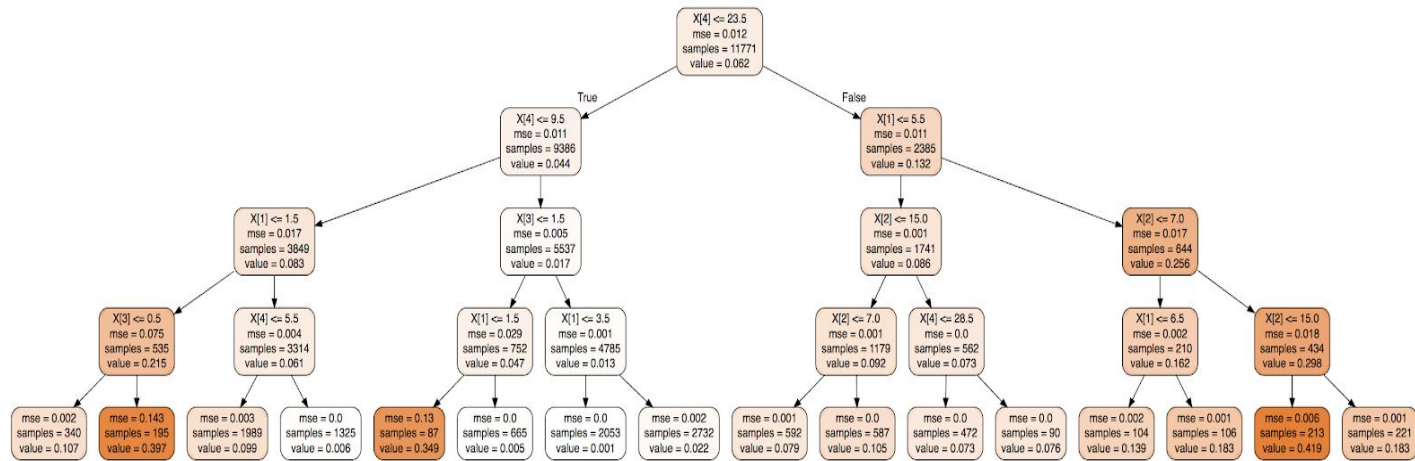 X[4] <= 23.5
mse = 0.012
samples = 11771
value = 0.062
True
False
X[4] <= 9.5
mse = 0.011
samples = 9386
value = 0.044
X[1] <= 5.5
mse = 0.011
samples = 2385
value = 0.132
X[1] <= 1.5
mse = 0.017
samples = 3849
value = 0.083
X[3] <= 1.5
mse = 0.005
samples = 5537
value = 0.017
X[2] <= 15.0
mse = 0.001
samples = 1741
value = 0.086
X[2] <= 7.0
mse = 0.017
samples = 644
value = 0.256
X[3] <= 0.5
mse = 0.075
samples = 535
value = 0.215
X[4] <= 5.5
mse = 0.004
samples = 3314
value = 0.061
X[1] <= 1.5
mse = 0.029
samples = 752
value = 0.047
X[1] <= 3.5
mse = 0.001
samples = 4785
value = 0.013
X[2] <= 7.0
mse = 0.001
samples = 1179
value = 0.092
X[4] <= 28.5
mse = 0.0
samples = 562
value = 0.073
X[1] <= 6.5
mse = 0.002
samples = 210
value = 0.162
X[2] <= 15.0
mse = 0.018
samples = 434
value = 0.298
mse = 0.002
samples = 340
value = 0.107
mse = 0.143
samples = 195
value = 0.397
mse = 0.003
samples = 1989
value = 0.099
mse = 0.0
samples = 1325
value = 0.006
mse = 0.13
samples = 87
value = 0.349
mse = 0.0
samples = 665
value = 0.005
mse = 0.0
samples = 2053
value = 0.001
mse = 0.002
samples = 2732
value = 0.022
mse = 0.001
samples = 592
value = 0.079
mse = 0.0
samples = 587
value = 0.105
mse = 0.0
samples = 472
value = 0.073
mse = 0.0
samples = 90
value = 0.076
mse = 0.002
samples = 104
value = 0.139
mse = 0.001
samples = 106
value = 0.183
mse = 0.006
samples = 213
value = 0.419
mse = 0.001
samples = 221
value = 0.183